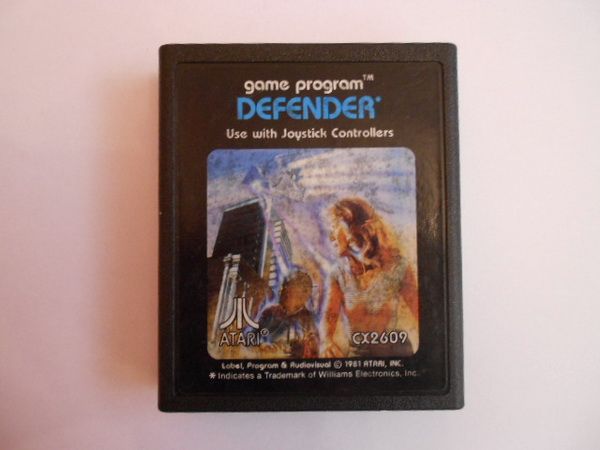 game program™
DEFENDER*
Use with Joystick Controllers
ATARI®
CX2609
Label, Program & Audiovisual © 1981 ATARI, INC.
* Indicates a Trademark of Williams Electronics, Inc.